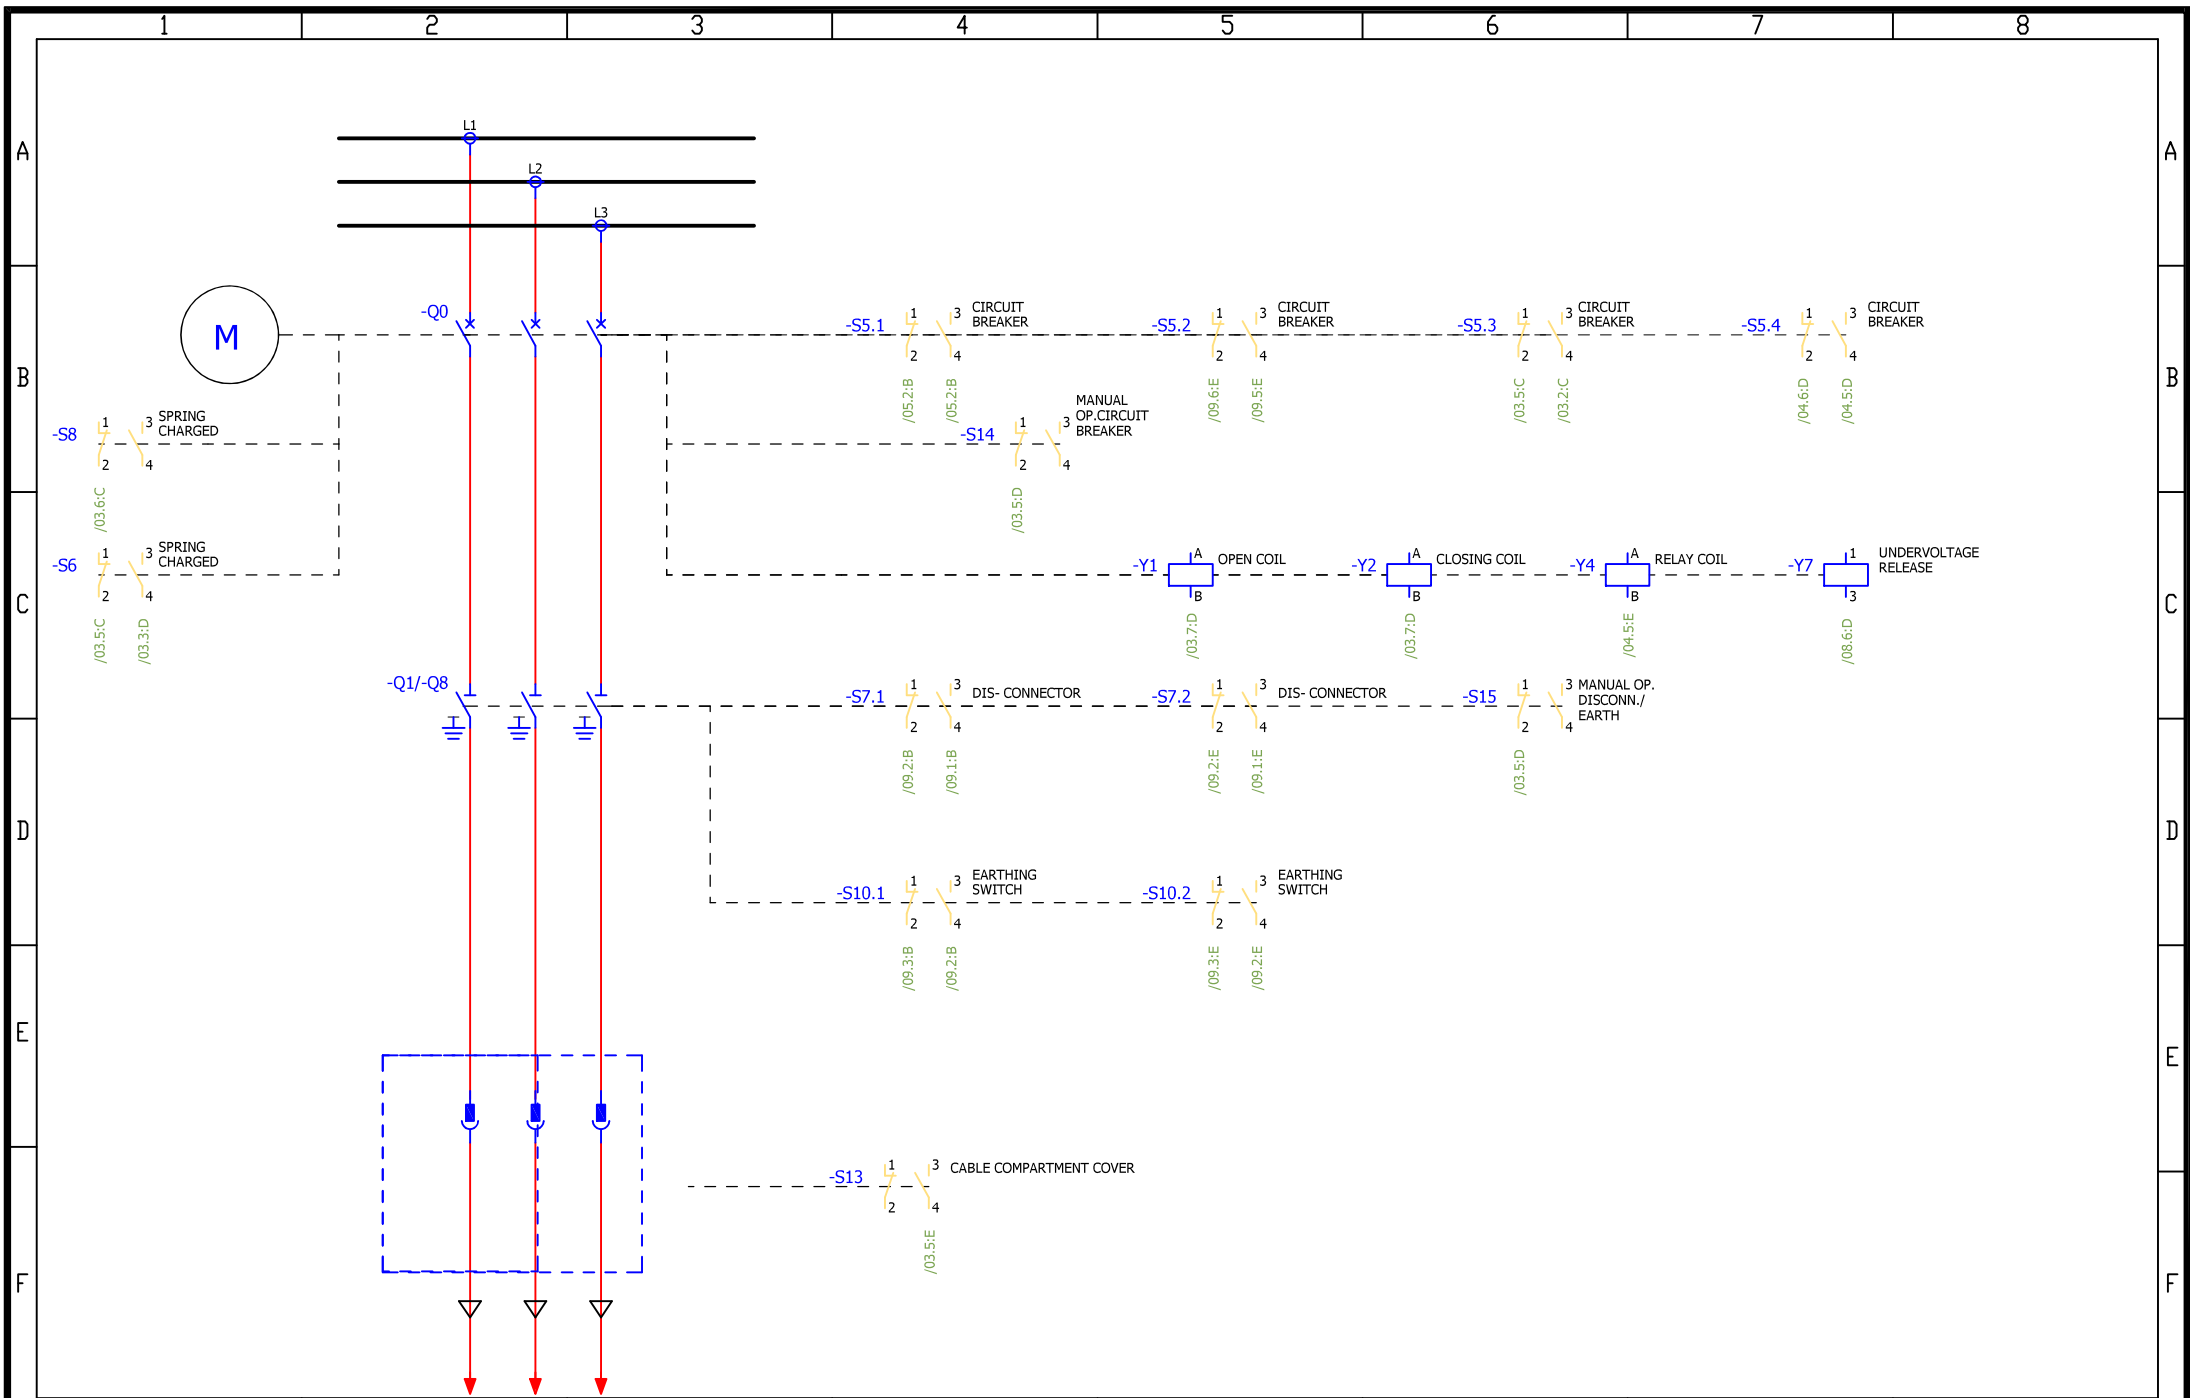 1 2 3 4 5 6 7 8
A A
L1
L2
L3
B B
M
-Q0
-S5.1 1 2 3 4 CIRCUIT
BREAKER
/05.2:B /05.2:B
-S5.2 1 2 3 4 CIRCUIT
BREAKER
/09.6:E /09.5:E
-S5.3 1 2 3 4 CIRCUIT
BREAKER
/03.5:C /03.2:C
-S5.4 1 2 3 4 CIRCUIT
BREAKER
/04.6:D /04.5:D
-S8 1 2 3 4 SPRING
CHARGED
/03.6:C
-S14 1 2 3 4 MANUAL
OP.CIRCUIT
BREAKER
/03.5:D
C C
-S6 1 2 3 4 SPRING
CHARGED
/03.5:C /03.3:D
-Y1 A B OPEN COIL
/03.7:D
-Y2 A B CLOSING COIL
/03.7:D
-Y4 A B RELAY COIL
/04.5:E
-Y7 1 3 UNDERVOLTAGE
RELEASE
/08.6:D
-Q1/-Q8
-S7.1 1 2 3 4 DIS- CONNECTOR
/09.2:B /09.1:B
-S7.2 1 2 3 4 DIS- CONNECTOR
/09.2:E /09.1:E
-S15 1 2 3 4 MANUAL OP.
DISCONN./
EARTH
/03.5:D
D D
-S10.1 1 2 3 4 EARTHING
SWITCH
/09.3:B /09.2:B
-S10.2 1 2 3 4 EARTHING
SWITCH
/09.3:E /09.2:E
E E
-S13 1 2 3 4 CABLE COMPARTMENT COVER
/03.5:E
F F